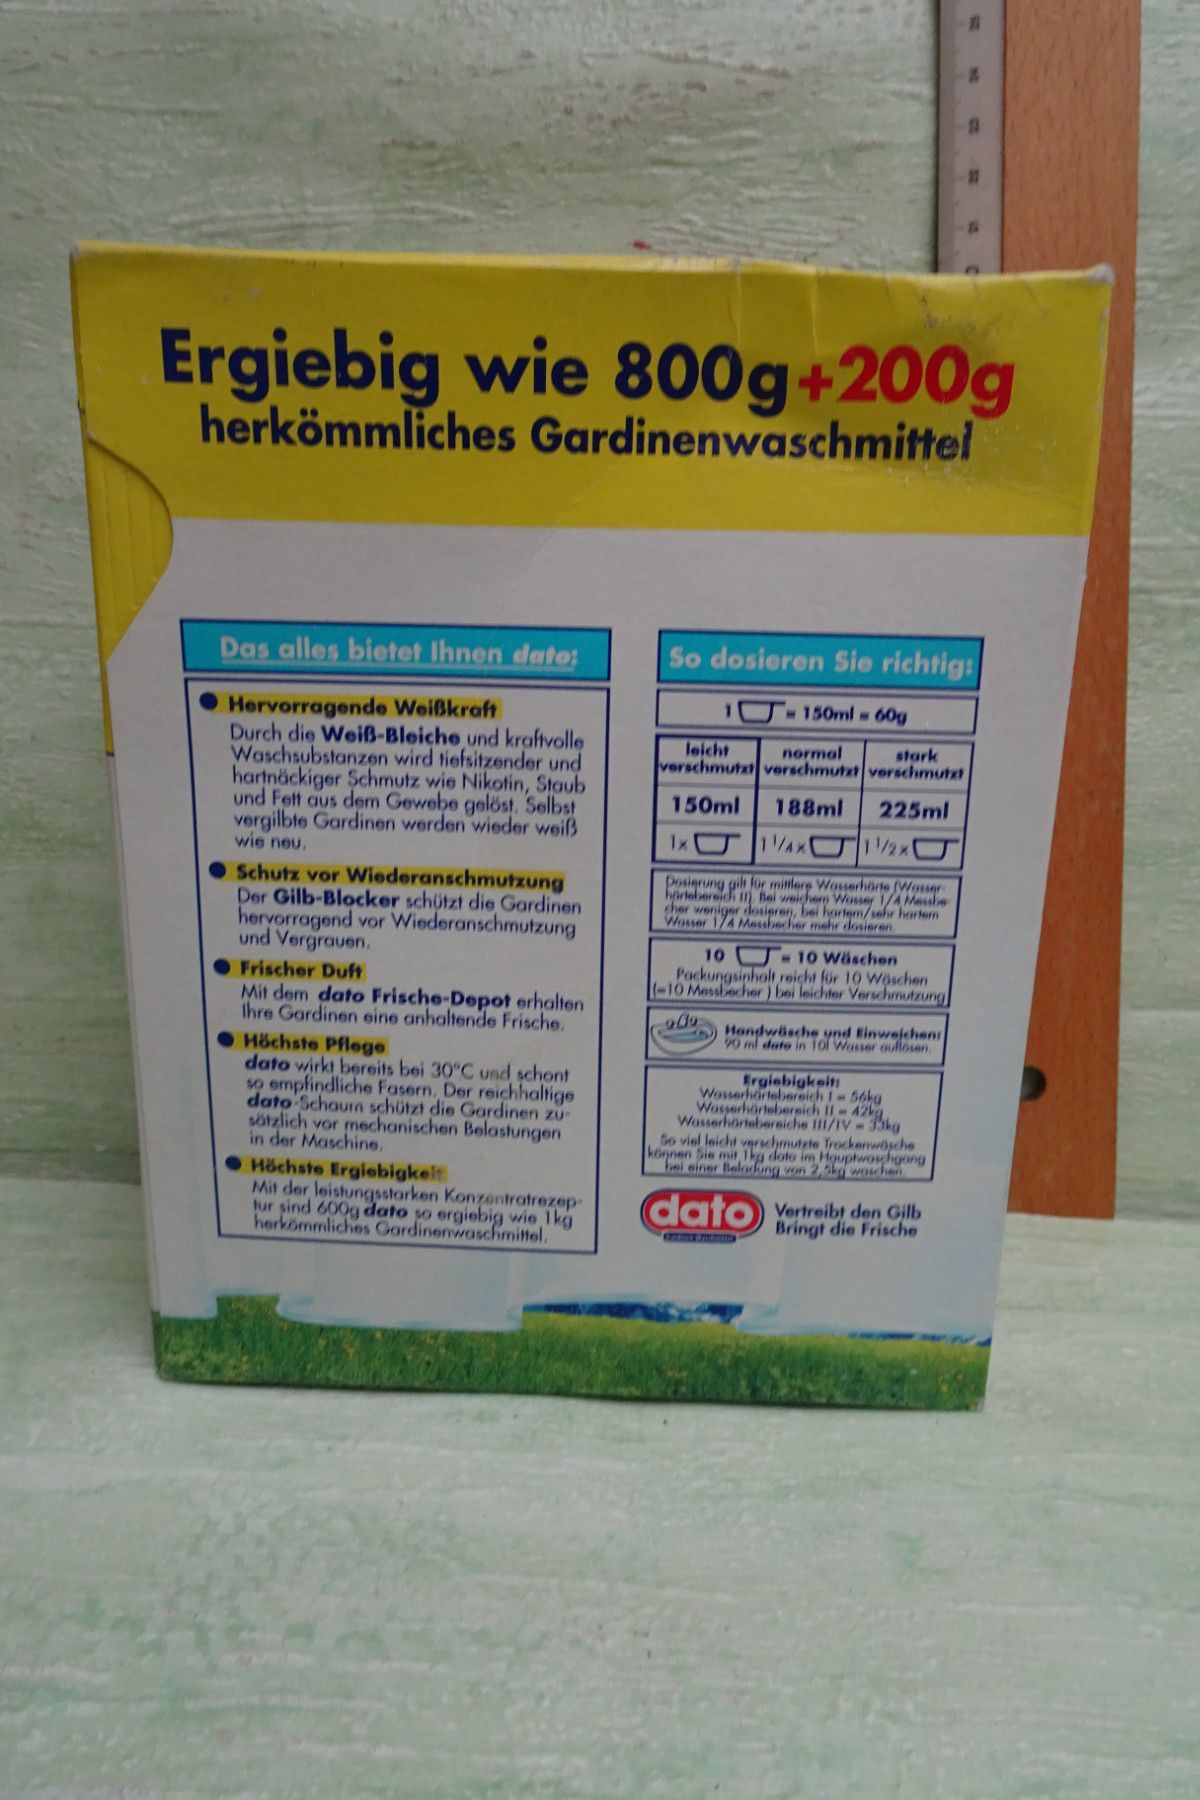 25
24
23
22
21
Ergiebig wie 800g+200g
herkömmliches Gardinenwaschmittel
Das alles bietet Ihnen dato:
● Hervorragende Weißkraft
Durch die Weiß-Bleiche und kraftvolle
Waschsubstanzen wird tiefsitzender und
hartnäckiger Schmutz wie Nikotin, Staub
und Fett aus dem Gewebe gelöst. Selbst
vergilbte Gardinen werden wieder weiß
wie neu.
● Schutz vor Wiederanschmutzung
Der Gilb-Blocker schützt die Gardinen
hervorragend vor Wiederanschmutzung
und Vergrauen.
● Frischer Duft
Mit dem dato Frische-Depot erhalten
Ihre Gardinen eine anhaltende Frische.
● Höchste Pflege
dato wirkt bereits bei 30°C und schont
so empfindliche Fasern. Der reichhaltige
dato-Schaum schützt die Gardinen zu-
sätzlich vor mechanischen Belastungen
in der Maschine.
● Höchste Ergiebigkeit
Mit der leistungsstarken Konzentratrezep-
tur sind 600g dato so ergiebig wie 1kg
herkömmliches Gardinenwaschmittel.
So dosieren Sie richtig:
1 = 150ml = 60g
leicht verschmutzt normal verschmutzt stark verschmutzt
150ml 188ml 225ml
1x 1 1/4x 1 1/2x
Dosierung gilt für mittlere Wasserhärte (Wasser-
härtebereich II). Bei weichem Wasser 1/4 Messbe-
cher weniger dosieren, bei hartem/sehr hartem
Wasser 1/4 Messbecher mehr dosieren.
10 = 10 Wäschen
Packungsinhalt reicht für 10 Wäschen
(=10 Messbecher) bei leichter Verschmutzung
Handwäsche und Einweichen:
90 ml dato in 10l Wasser auflösen.
Ergiebigkeit:
Wasserhärtebereich I = 56kg
Wasserhärtebereich II = 42kg
Wasserhärtebereiche III/IV = 33kg
So viel leicht verschmutzte Trockenwäsche
können Sie mit 1kg dato im Hauptwaschgang
bei einer Beladung von 2,5kg waschen.
dato
Vertreibt den Gilb
Bringt die Frische